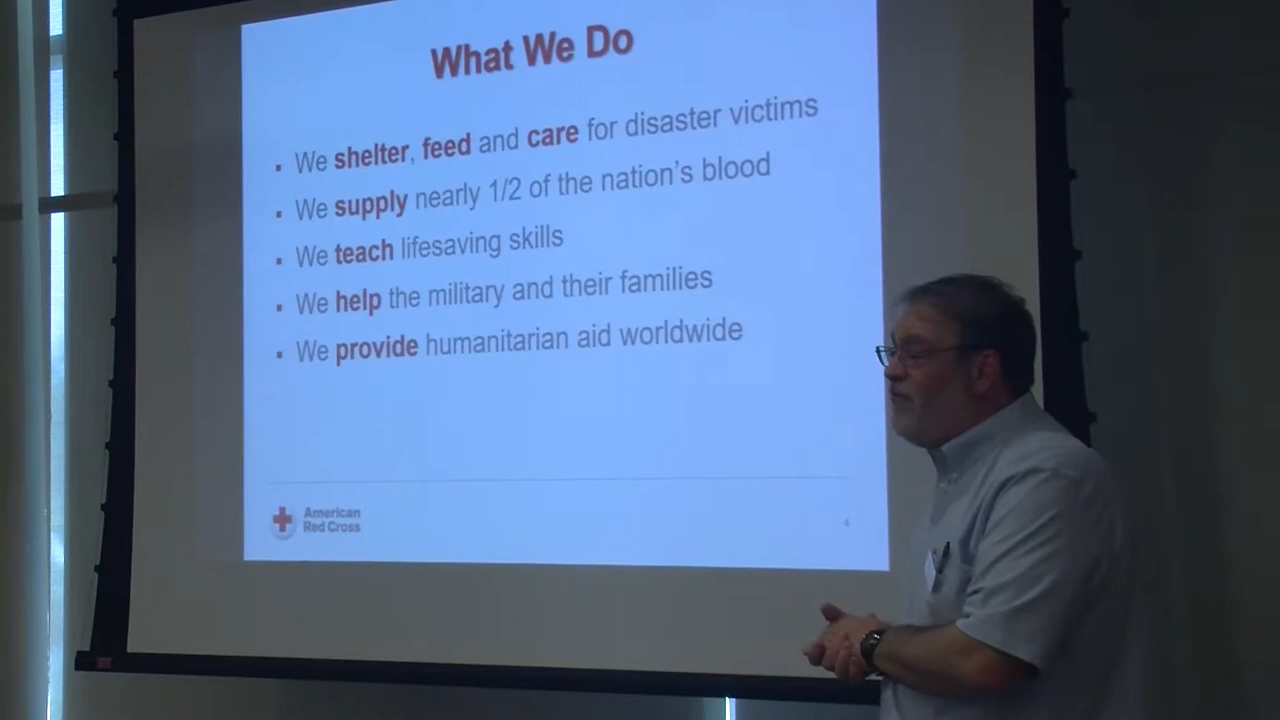 What We Do
▪ We shelter, feed and care for disaster victims
▪ We supply nearly 1/2 of the nation's blood
▪ We teach lifesaving skills
▪ We help the military and their families
▪ We provide humanitarian aid worldwide
American
Red Cross
4